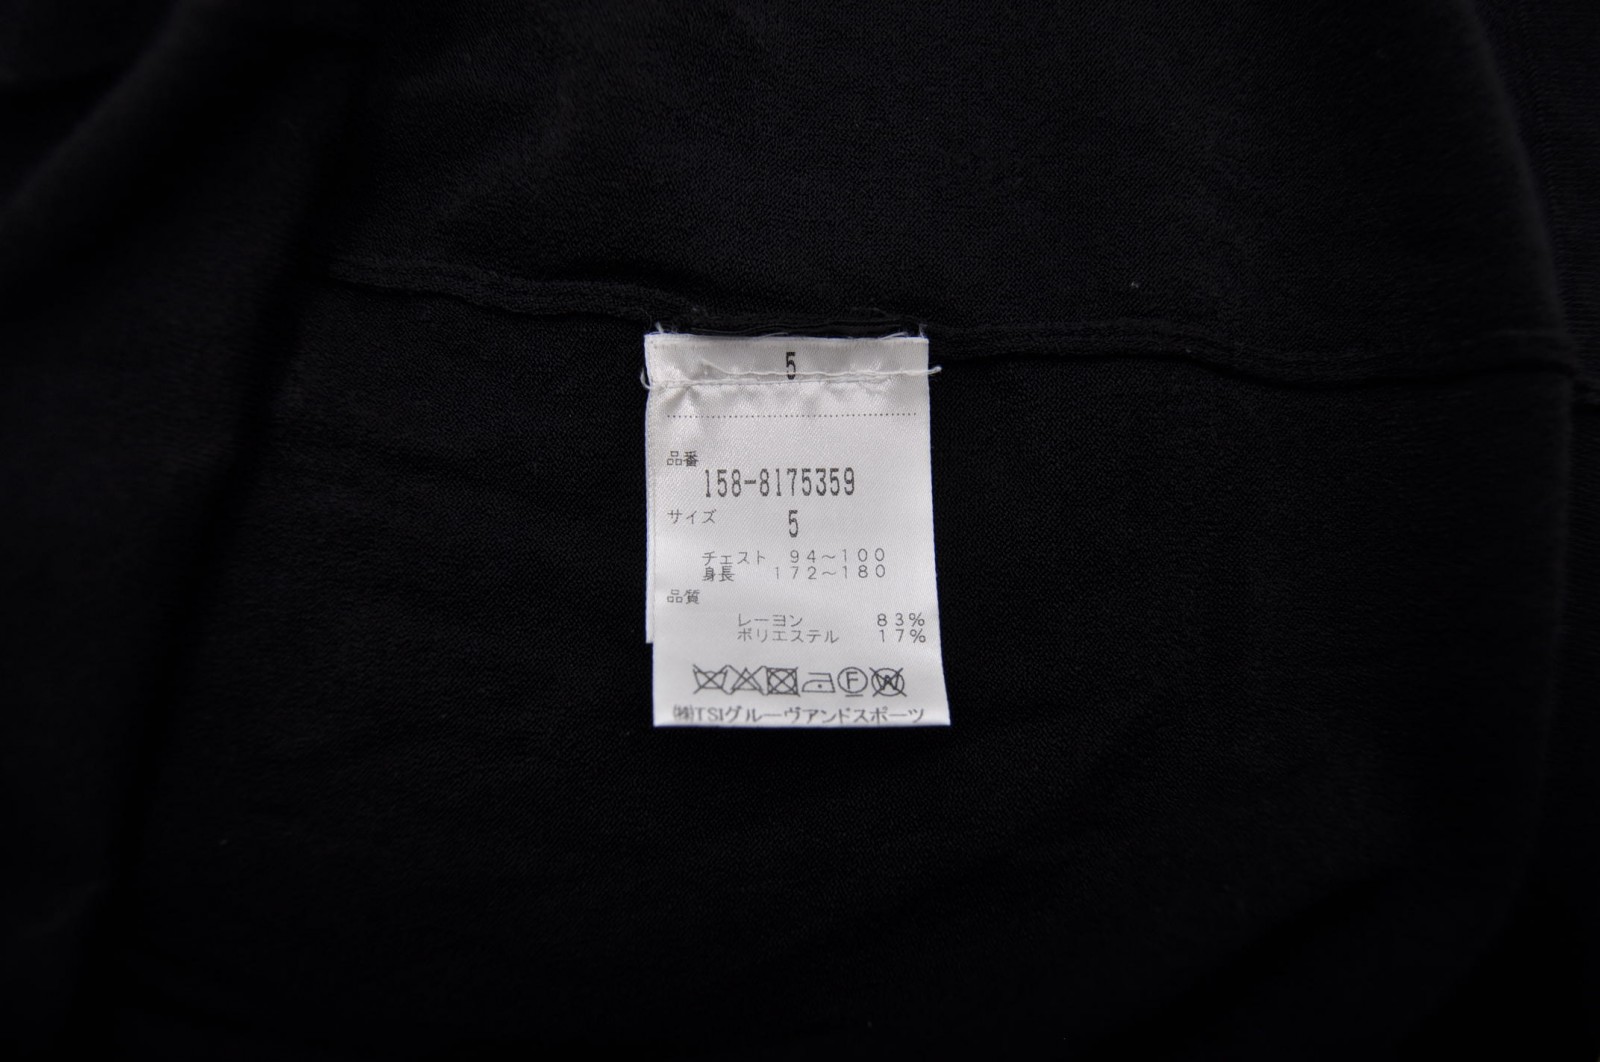 5
品番
158-8175359
サイズ 5
チェスト 94~100
身長 172~180
品質
レーヨン 83%
ポリエステル 17%
F W
㈱TSIグルーヴアンドスポーツ